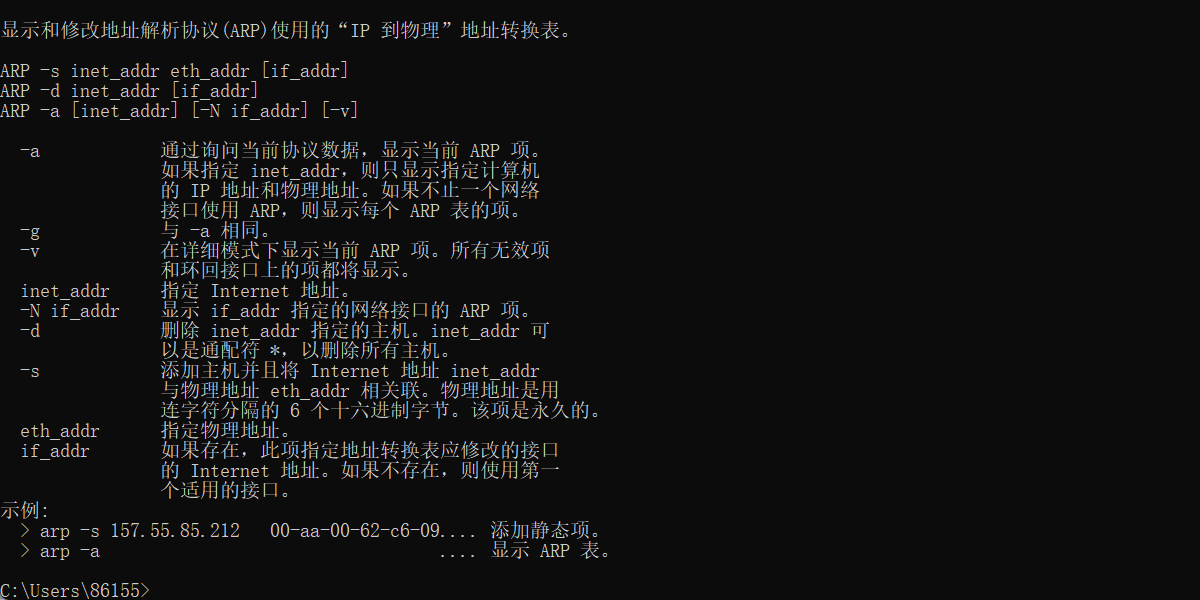 显示和修改地址解析协议(ARP)使用的“IP 到物理”地址转换表。
ARP -s inet_addr eth_addr [if_addr]
ARP -d inet_addr [if_addr]
ARP -a [inet_addr] [-N if_addr] [-v]
-a 通过询问当前协议数据，显示当前 ARP 项。
如果指定 inet_addr，则只显示指定计算机
的 IP 地址和物理地址。如果不止一个网络
接口使用 ARP，则显示每个 ARP 表的项。
-g 与 -a 相同。
-v 在详细模式下显示当前 ARP 项。所有无效项
和环回接口上的项都将显示。
inet_addr 指定 Internet 地址。
-N if_addr 显示 if_addr 指定的网络接口的 ARP 项。
-d 删除 inet_addr 指定的主机。inet_addr 可
以是通配符 *，以删除所有主机。
-s 添加主机并且将 Internet 地址 inet_addr
与物理地址 eth_addr 相关联。物理地址是用
连字符分隔的 6 个十六进制字节。该项是永久的。
eth_addr 指定物理地址。
if_addr 如果存在，此项指定地址转换表应修改的接口
的 Internet 地址。如果不存在，则使用第一
个适用的接口。
示例:
> arp -s 157.55.85.212 00-aa-00-62-c6-09.... 添加静态项。
> arp -a .... 显示 ARP 表。
C:\Users\86155>